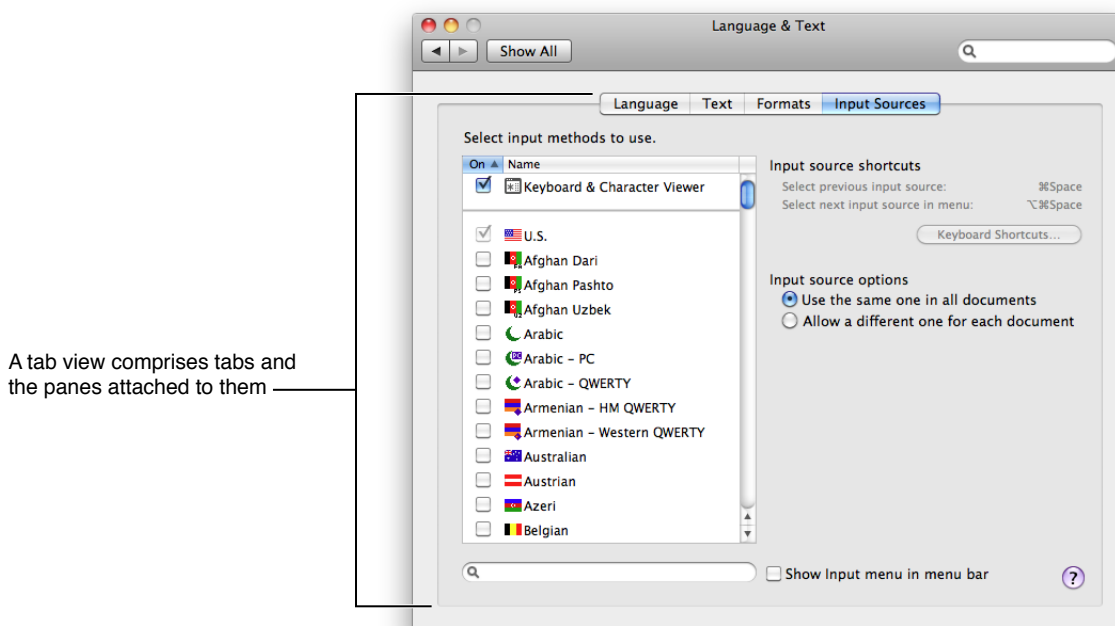 Language & Text
Show All
Language Text Formats Input Sources
Select input methods to use.
On Name
Keyboard & Character Viewer
U.S.
Afghan Dari
Afghan Pashto
Afghan Uzbek
Arabic
Arabic – PC
Arabic – QWERTY
Armenian – HM QWERTY
Armenian – Western QWERTY
Australian
Austrian
Azeri
Belgian
Input source shortcuts
Select previous input source: ⌘Space
Select next input source in menu: ⌥⌘Space
Keyboard Shortcuts...
Input source options
Use the same one in all documents
Allow a different one for each document
Show Input menu in menu bar
?
A tab view comprises tabs and
the panes attached to them